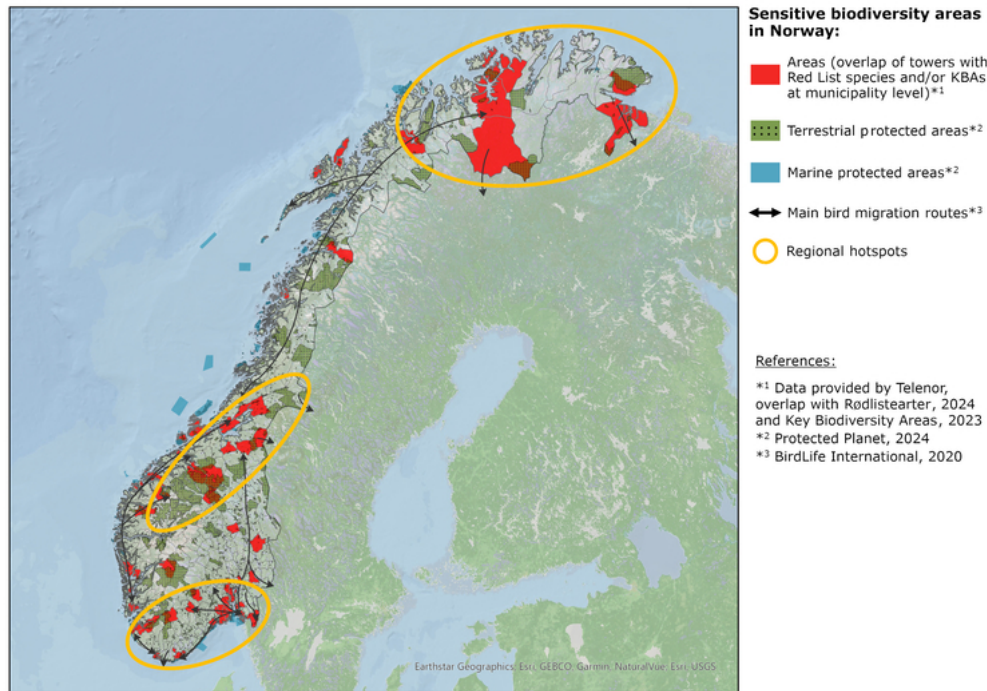 Sensitive biodiversity areas
in Norway:
Areas (overlap of towers with
Red List species and/or KBAs
at municipality level)*1
Terrestrial protected areas*2
Marine protected areas*2
Main bird migration routes*3
Regional hotspots
References:
*1 Data provided by Telenor,
overlap with Rødlistearter, 2024
and Key Biodiversity Areas, 2023
*2 Protected Planet, 2024
*3 BirdLife International, 2020
Earthstar Geographics; Esri, GEBCO, Garmin, NaturalVue; Esri, USGS